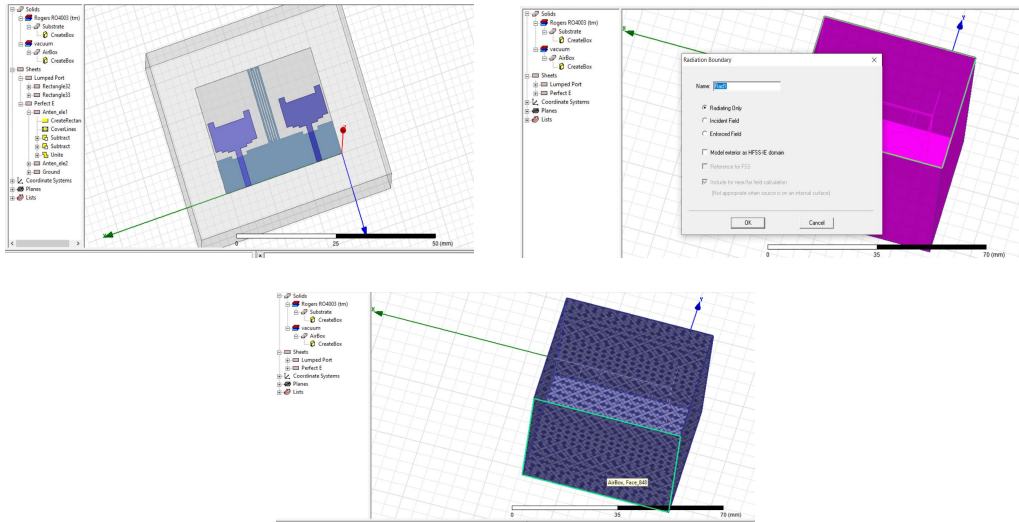 Solids
Rogers RO4003 (tm)
Substrate
CreateBox
vacuum
AirBox
CreateBox
Sheets
Lumped Port
Rectangle32
Rectangle33
Perfect E
Anten_ele1
CreateRectan
CoverLines
Subtract
Subtract
Unite
Anten_ele2
Ground
Coordinate Systems
Planes
Lists
0
25
50 (mm)
Solids
Rogers RO4003 (tm)
Substrate
CreateBox
vacuum
AirBox
CreateBox
Sheets
Lumped Port
Perfect E
Coordinate Systems
Planes
Lists
Y
Radiation Boundary
Name: Rad1
Radiating Only
Incident Field
Enforced Field
Model exterior as HFSS-IE domain
Reference for FSS
Include for near/far field calculation
(Not appropriate when source is on an internal surface)
OK
Cancel
0
35
70 (mm)
Solids
Rogers RO4003 (tm)
Substrate
CreateBox
vacuum
AirBox
CreateBox
Sheets
Lumped Port
Perfect E
Coordinate Systems
Planes
Lists
X
Y
AirBox, Face_848
0
35
70 (mm)